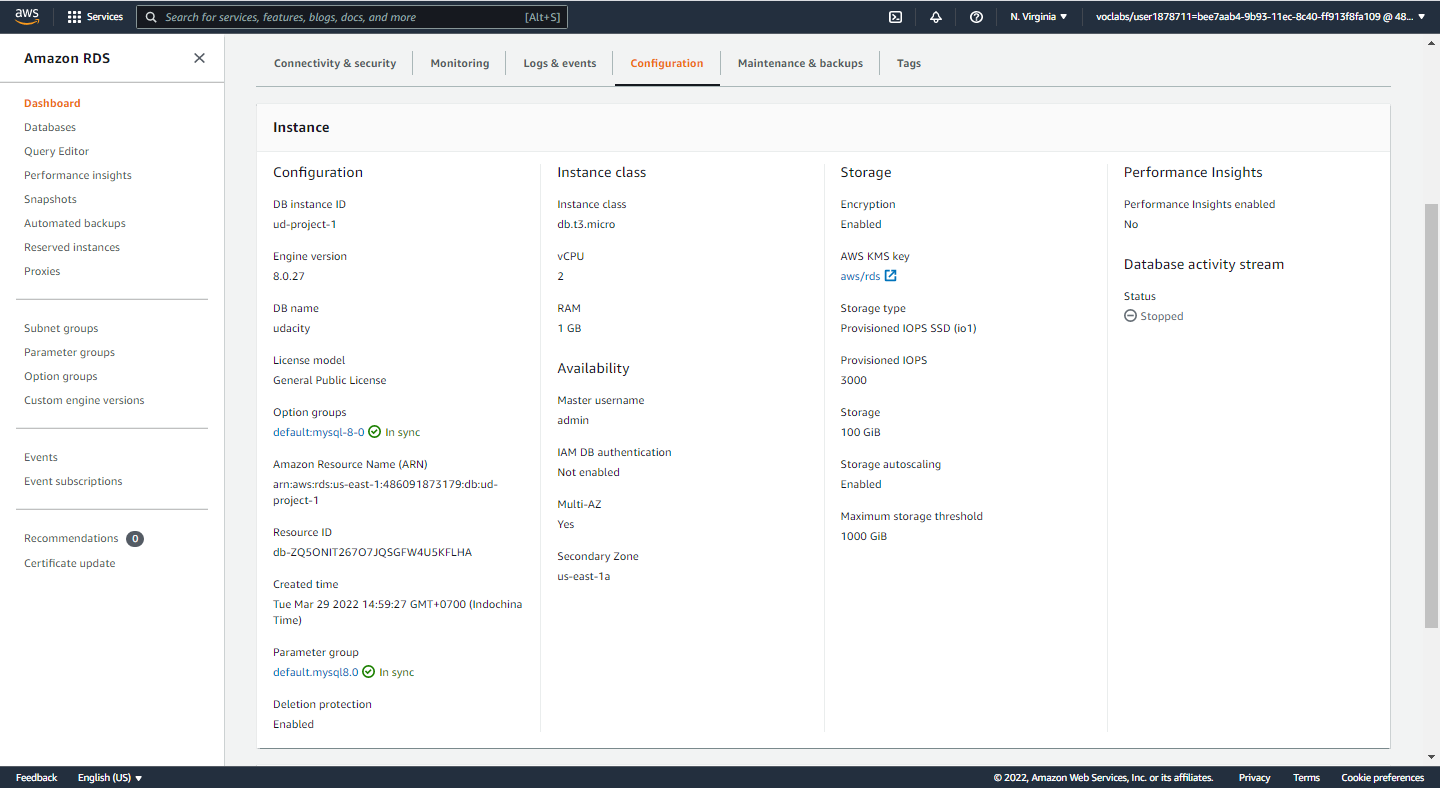 aws
Services
Search for services, features, blogs, docs, and more
[Alt+S]
N. Virginia
voclabs/user1878711=bee7aab4-9b93-11ec-8c40-ff913f8fa109 @ 48...
Amazon RDS
Dashboard
Databases
Query Editor
Performance insights
Snapshots
Automated backups
Reserved instances
Proxies
Subnet groups
Parameter groups
Option groups
Custom engine versions
Events
Event subscriptions
Recommendations 0
Certificate update
Connectivity & security
Monitoring
Logs & events
Configuration
Maintenance & backups
Tags
Instance
Configuration
DB instance ID
ud-project-1
Engine version
8.0.27
DB name
udacity
License model
General Public License
Option groups
default:mysql-8-0 In sync
Amazon Resource Name (ARN)
arn:aws:rds:us-east-1:486091873179:db:ud-
project-1
Resource ID
db-ZQ5ONIT267O7JQSGFW4U5KFLHA
Created time
Tue Mar 29 2022 14:59:27 GMT+0700 (Indochina
Time)
Parameter group
default.mysql8.0 In sync
Deletion protection
Enabled
Instance class
Instance class
db.t3.micro
vCPU
2
RAM
1 GB
Availability
Master username
admin
IAM DB authentication
Not enabled
Multi-AZ
Yes
Secondary Zone
us-east-1a
Storage
Encryption
Enabled
AWS KMS key
aws/rds
Storage type
Provisioned IOPS SSD (io1)
Provisioned IOPS
3000
Storage
100 GiB
Storage autoscaling
Enabled
Maximum storage threshold
1000 GiB
Performance Insights
Performance Insights enabled
No
Database activity stream
Status
Stopped
Feedback
English (US)
© 2022, Amazon Web Services, Inc. or its affiliates.
Privacy
Terms
Cookie preferences